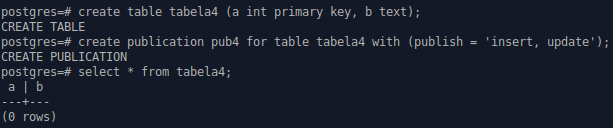 postgres=# create table tabela4 (a int primary key, b text);
CREATE TABLE
postgres=# create publication pub4 for table tabela4 with (publish = 'insert, update');
CREATE PUBLICATION
postgres=# select * from tabela4;
 a | b
---+---
(0 rows)